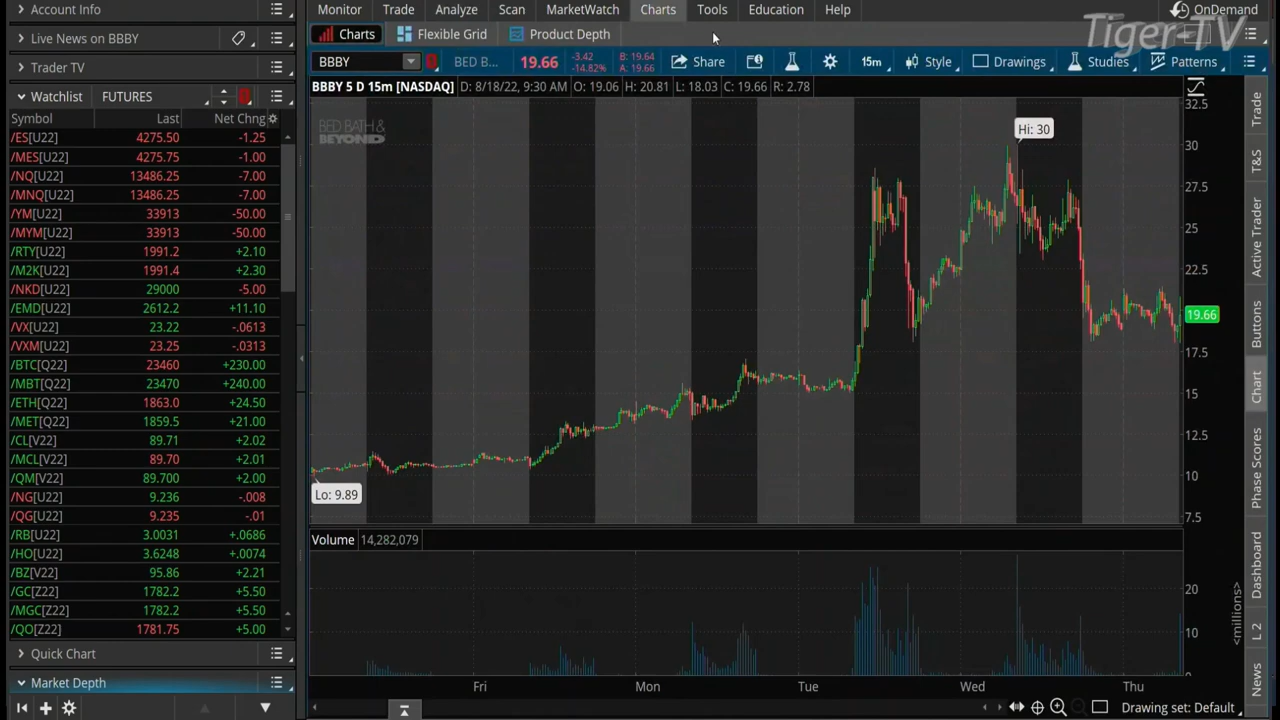 Account Info
Live News on BBBY
Trader TV
Watchlist FUTURES
Symbol Last Net Chng
/ES[U22] 4275.50 -1.25
/MES[U22] 4275.75 -1.00
/NQ[U22] 13486.25 -7.00
/MNQ[U22] 13486.25 -7.00
/YM[U22] 33913 -50.00
/MYM[U22] 33913 -50.00
/RTY[U22] 1991.2 +2.10
/M2K[U22] 1991.4 +2.30
/NKD[U22] 29000 -5.00
/EMD[U22] 2612.2 +11.10
/VX[U22] 23.22 -.0613
/VXM[U22] 23.25 -.0313
/BTC[Q22] 23460 +230.00
/MBT[Q22] 23470 +240.00
/ETH[Q22] 1863.0 +24.50
/MET[Q22] 1859.5 +21.00
/CL[V22] 89.71 +2.02
/MCL[V22] 89.70 +2.01
/QM[V22] 89.700 +2.00
/NG[U22] 9.236 -.008
/QG[U22] 9.235 -.01
/RB[U22] 3.0031 +.0686
/HO[U22] 3.6248 +.0074
/BZ[V22] 95.86 +2.21
/GC[Z22] 1782.2 +5.50
/MGC[Z22] 1782.2 +5.50
/QO[Z22] 1781.75 +5.00
Quick Chart
Market Depth
Monitor Trade Analyze Scan MarketWatch Charts Tools Education Help OnDemand
Tiger-TV
Charts Flexible Grid Product Depth
BBBY BED B... 19.66 -3.42 B: 19.64 Share 15m Style Drawings Studies Patterns
-14.82% A: 19.66
BBBY 5 D 15m [NASDAQ] D: 8/18/22, 9:30 AM O: 19.06 H: 20.81 L: 18.03 C: 19.66 R: 2.78
BED BATH &
BEYOND
Hi: 30
Lo: 9.89
32.5
30
27.5
25
22.5
19.66
17.5
15
12.5
10
7.5
Volume 14,282,079
20
10
0
<millions>
Fri Mon Tue Wed Thu
Drawing set: Default
Trade
T&S
Active Trader
Buttons
Chart
Phase Scores
Dashboard
L 2
News